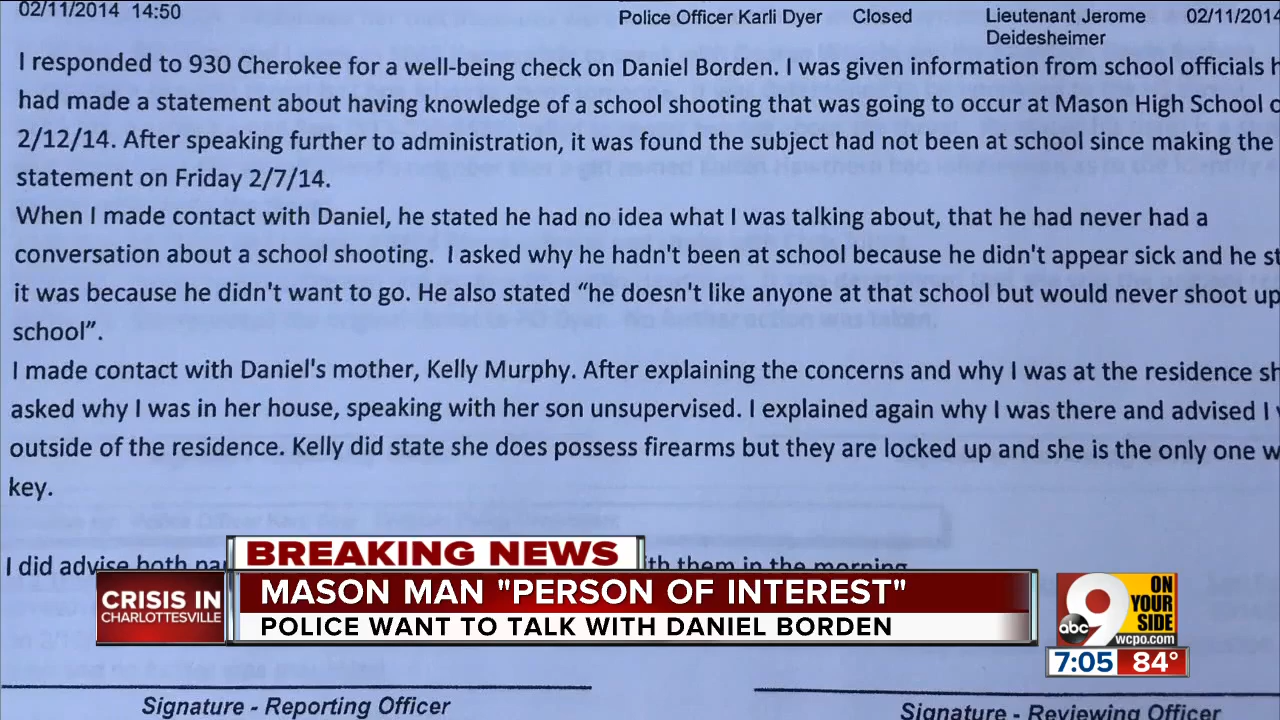 02/11/2014 14:50
Police Officer Karli Dyer Closed Lieutenant Jerome 02/11/2014
Deidesheimer
I responded to 930 Cherokee for a well-being check on Daniel Borden. I was given information from school officials h
had made a statement about having knowledge of a school shooting that was going to occur at Mason High School o
2/12/14. After speaking further to administration, it was found the subject had not been at school since making the
statement on Friday 2/7/14.
When I made contact with Daniel, he stated he had no idea what I was talking about, that he had never had a
conversation about a school shooting. I asked why he hadn't been at school because he didn't appear sick and he st
it was because he didn't want to go. He also stated “he doesn't like anyone at that school but would never shoot up
school”.
I made contact with Daniel's mother, Kelly Murphy. After explaining the concerns and why I was at the residence sh
asked why I was in her house, speaking with her son unsupervised. I explained again why I was there and advised I
outside of the residence. Kelly did state she does possess firearms but they are locked up and she is the only one w
key.
I did advise both them in the morning
BREAKING NEWS
CRISIS IN
CHARLOTTESVILLE
MASON MAN "PERSON OF INTEREST"
POLICE WANT TO TALK WITH DANIEL BORDEN
abc 9 ON
YOUR
SIDE
wcpo.com
7:05 84°
Signature - Reporting Officer
Signature - Reviewing Officer